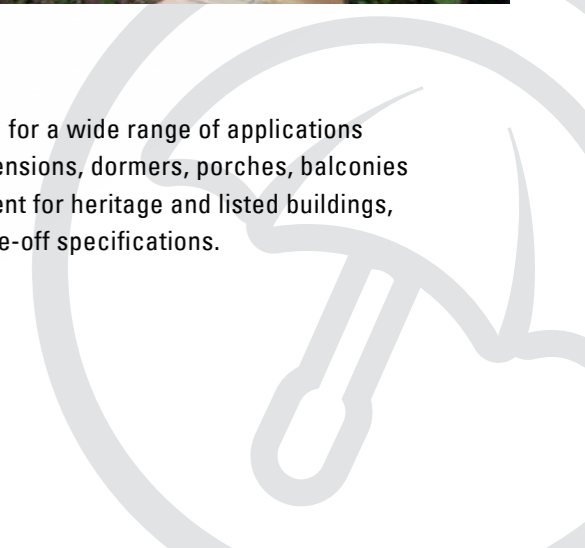 for a wide range of applications
ensions, dormers, porches, balconies
ent for heritage and listed buildings,
e-off specifications.